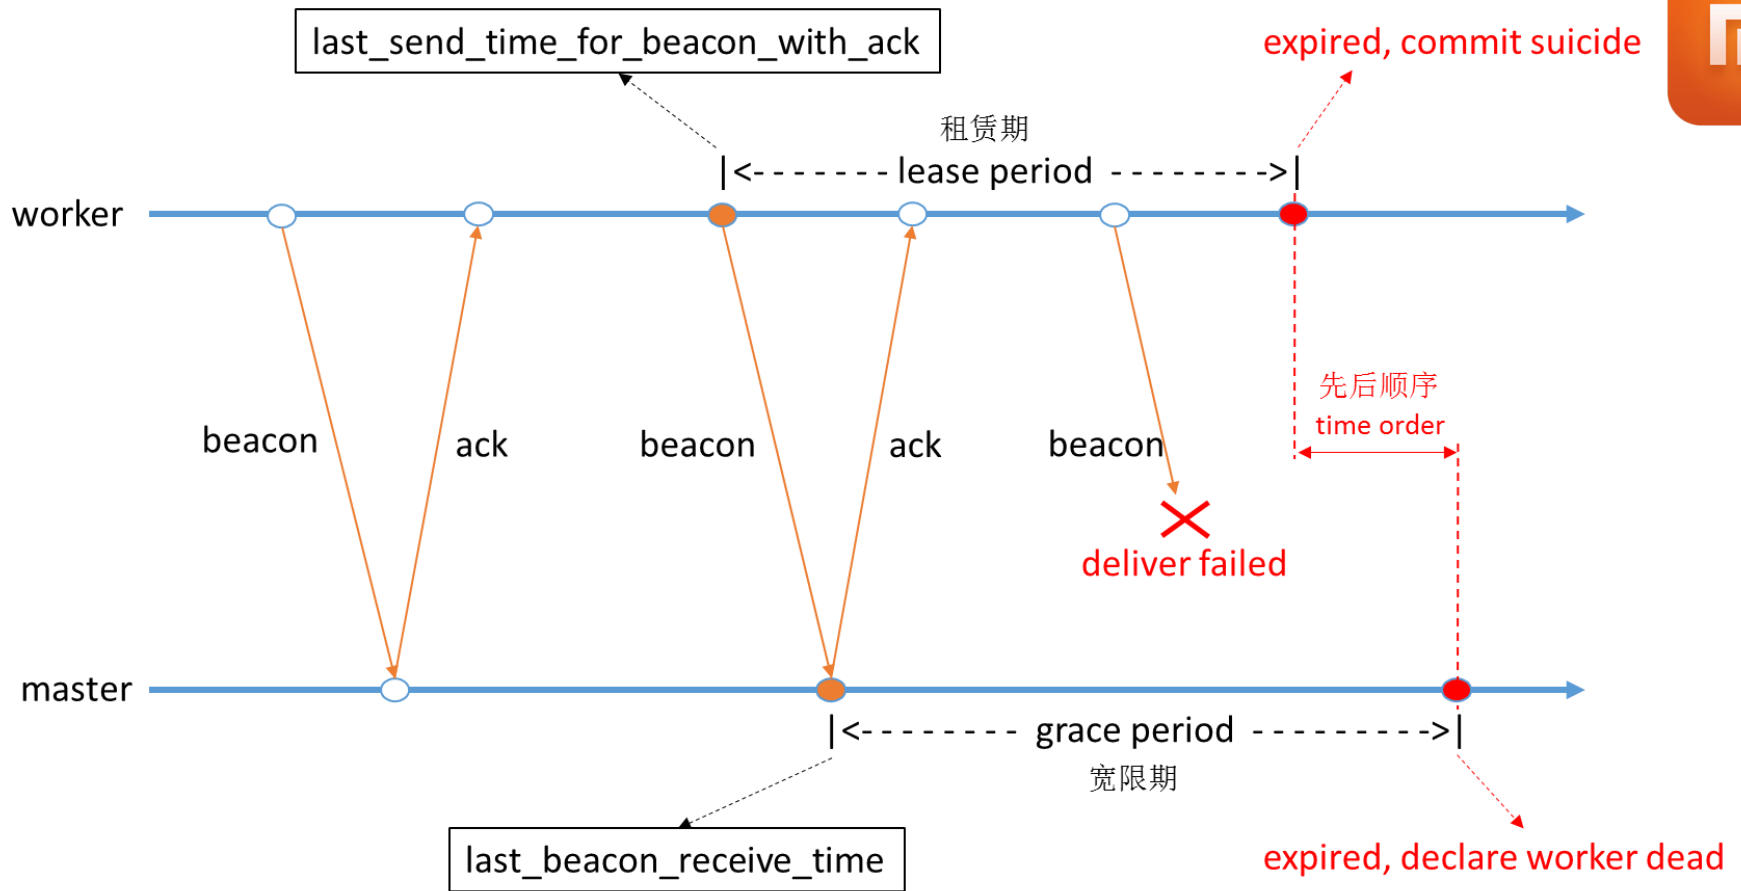 last_send_time_for_beacon_with_ack
expired, commit suicide
租赁期
|<- - - - - - - lease period - - - - - - - ->|
worker
先后顺序
time order
beacon
ack
beacon
ack
beacon
deliver failed
master
|<- - - - - - - - grace period - - - - - - - - ->|
宽限期
last_beacon_receive_time
expired, declare worker dead